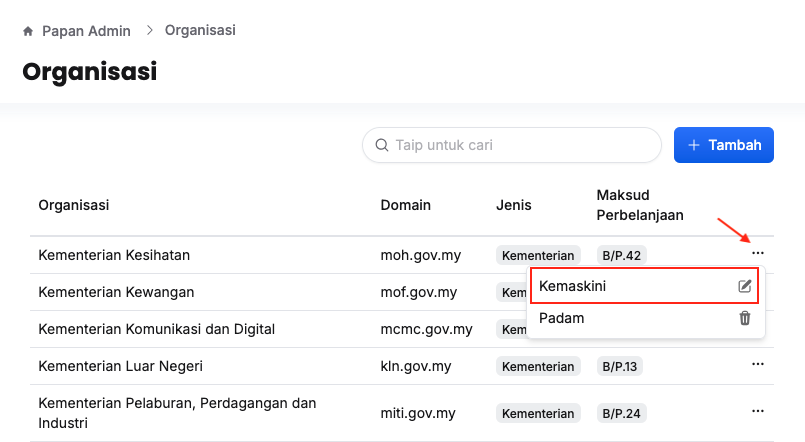 Papan Admin > Organisasi
Organisasi
Taip untuk cari
+ Tambah
Organisasi Domain Jenis Maksud
Perbelanjaan
Kementerian Kesihatan moh.gov.my Kementerian B/P.42 ...
Kementerian Kewangan mof.gov.my Kem
Kemaskini
Kementerian Komunikasi dan Digital mcmc.gov.my Kem
Padam
Kementerian Luar Negeri kln.gov.my Kementerian B/P.13 ...
Kementerian Pelaburan, Perdagangan dan
Industri miti.gov.my Kementerian B/P.24 ...